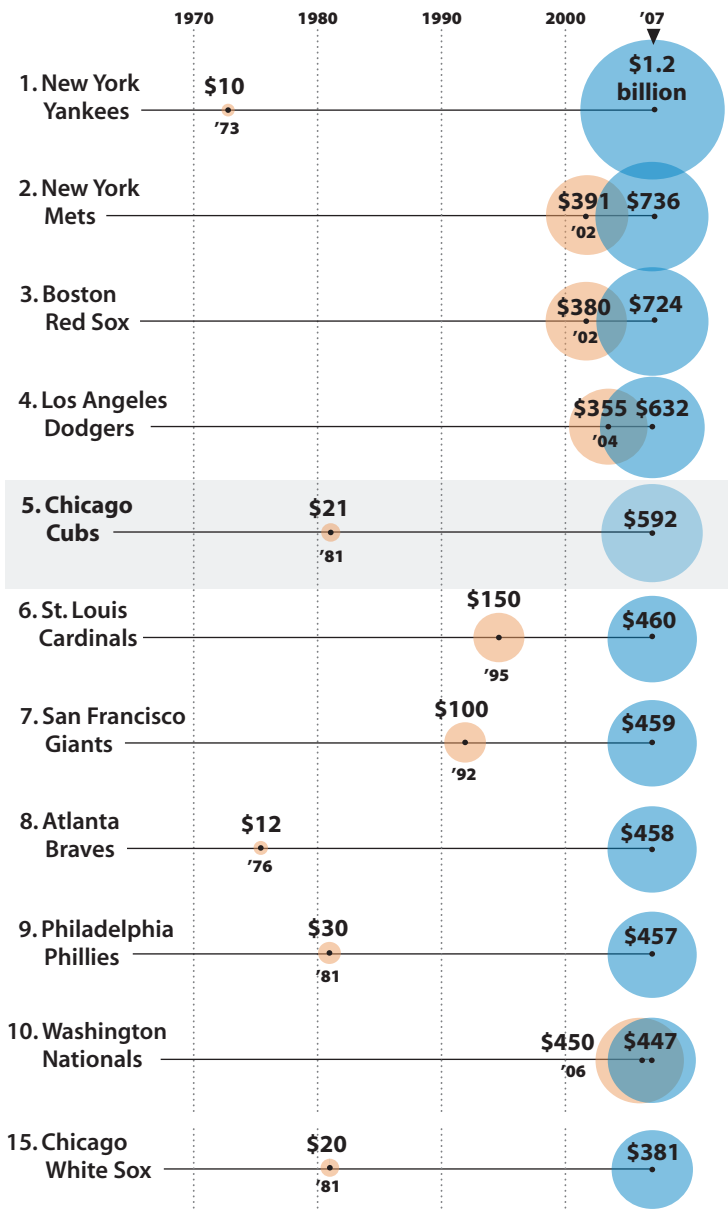 1970 1980 1990 2000 ’07
1. New York
Yankees
$10
’73
$1.2
billion
2. New York
Mets
$391
’02
$736
3. Boston
Red Sox
$380
’02
$724
4. Los Angeles
Dodgers
$355
’04
$632
5. Chicago
Cubs
$21
’81
$592
6. St. Louis
Cardinals
$150
’95
$460
7. San Francisco
Giants
$100
’92
$459
8. Atlanta
Braves
$12
’76
$458
9. Philadelphia
Phillies
$30
’81
$457
10. Washington
Nationals
$450
’06
$447
15. Chicago
White Sox
$20
’81
$381